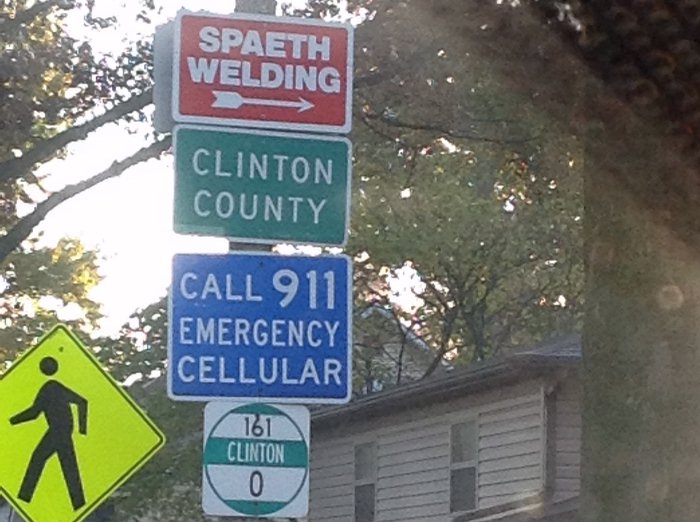 SPAETH
WELDING
CLINTON
COUNTY
CALL 911
EMERGENCY
CELLULAR
161
CLINTON
0